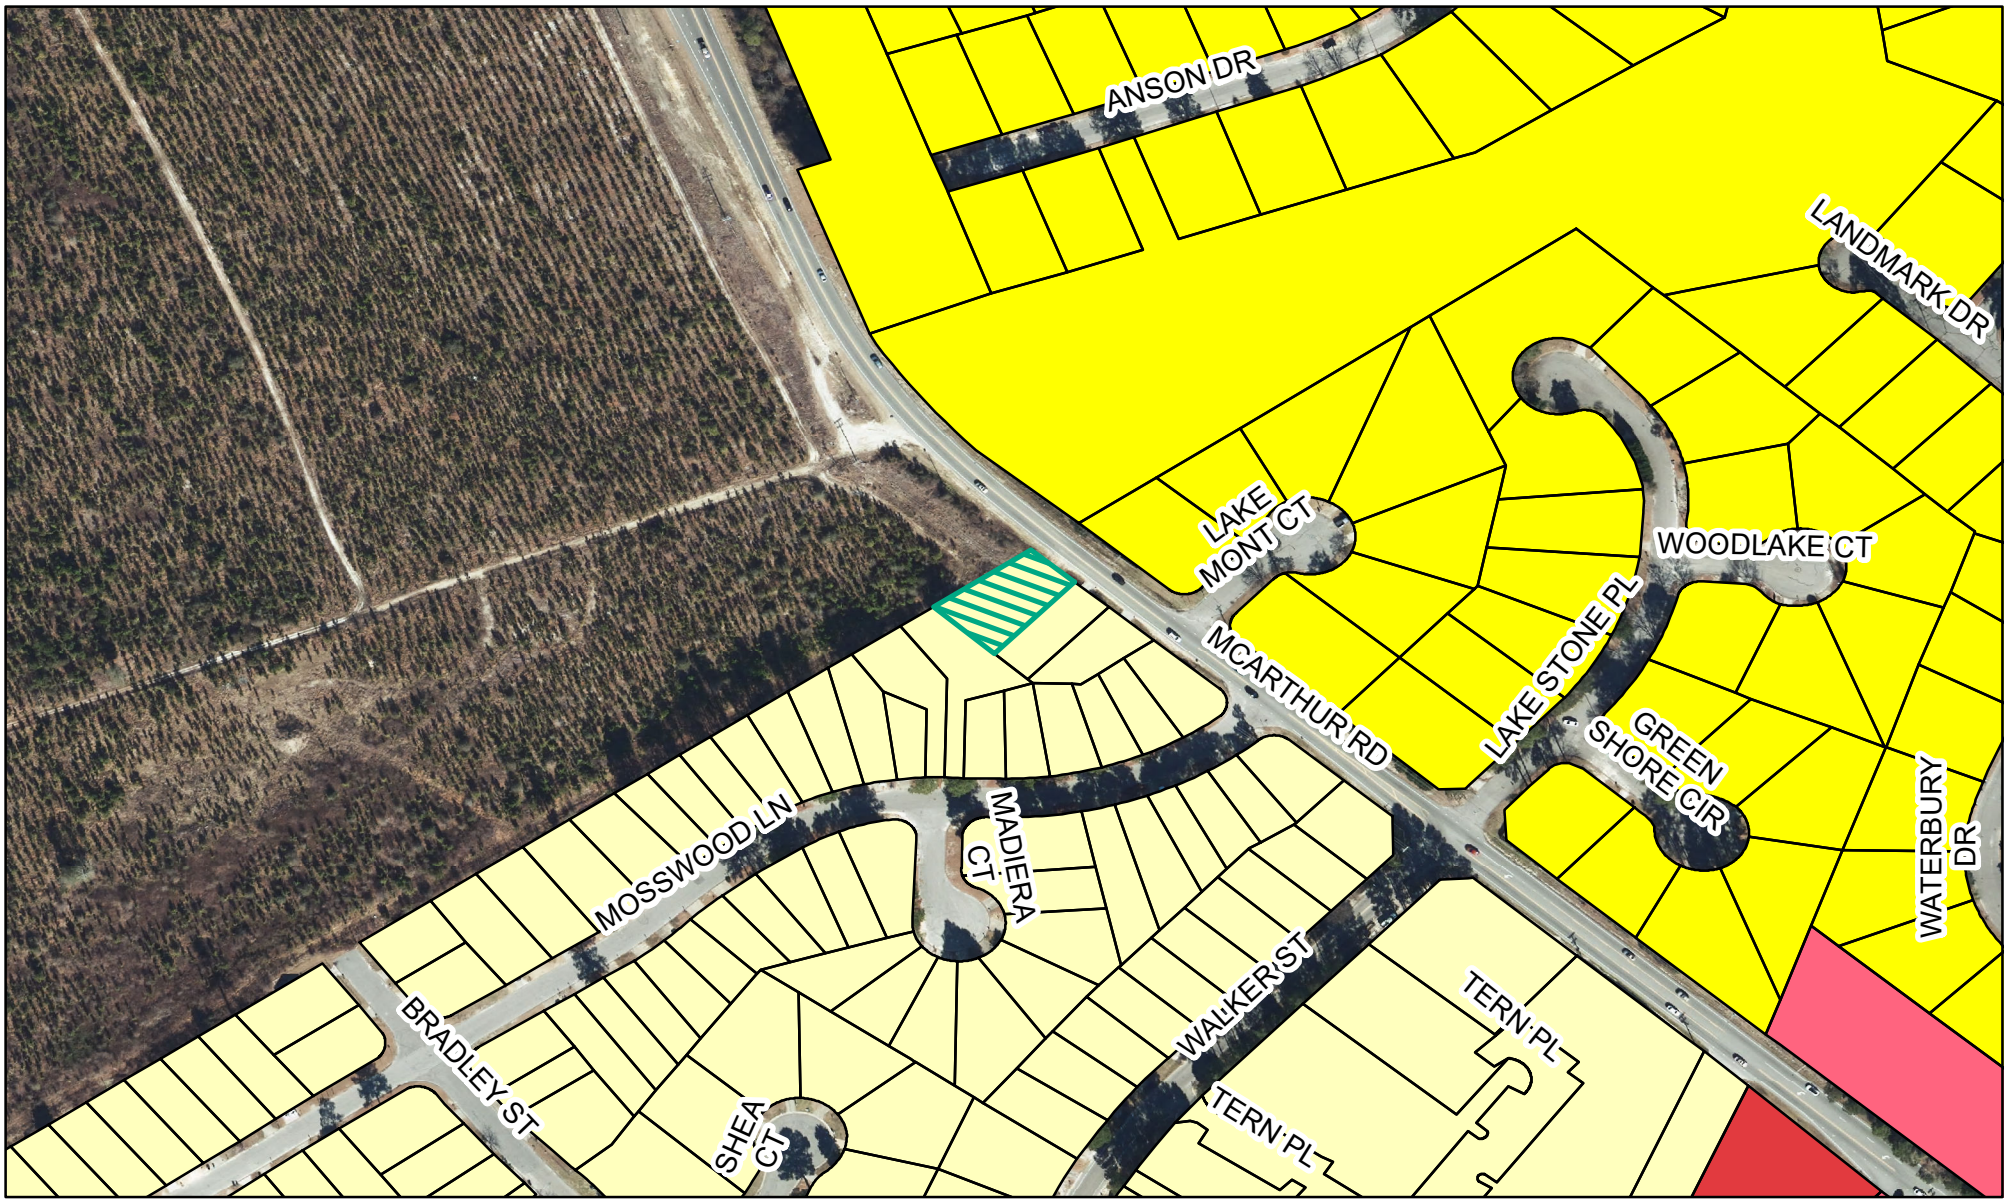 ANSON DR
LANDMARK DR
LAKE
MONT CT
WOODLAKE CT
LAKE STONE PL
MCARTHUR RD
GREEN
SHORE CIR
WATERBURY
DR
MOSSWOOD LN
MADIERA
CT
WALKER ST
TERN PL
BRADLEY ST
TERN PL
SHEA
CT